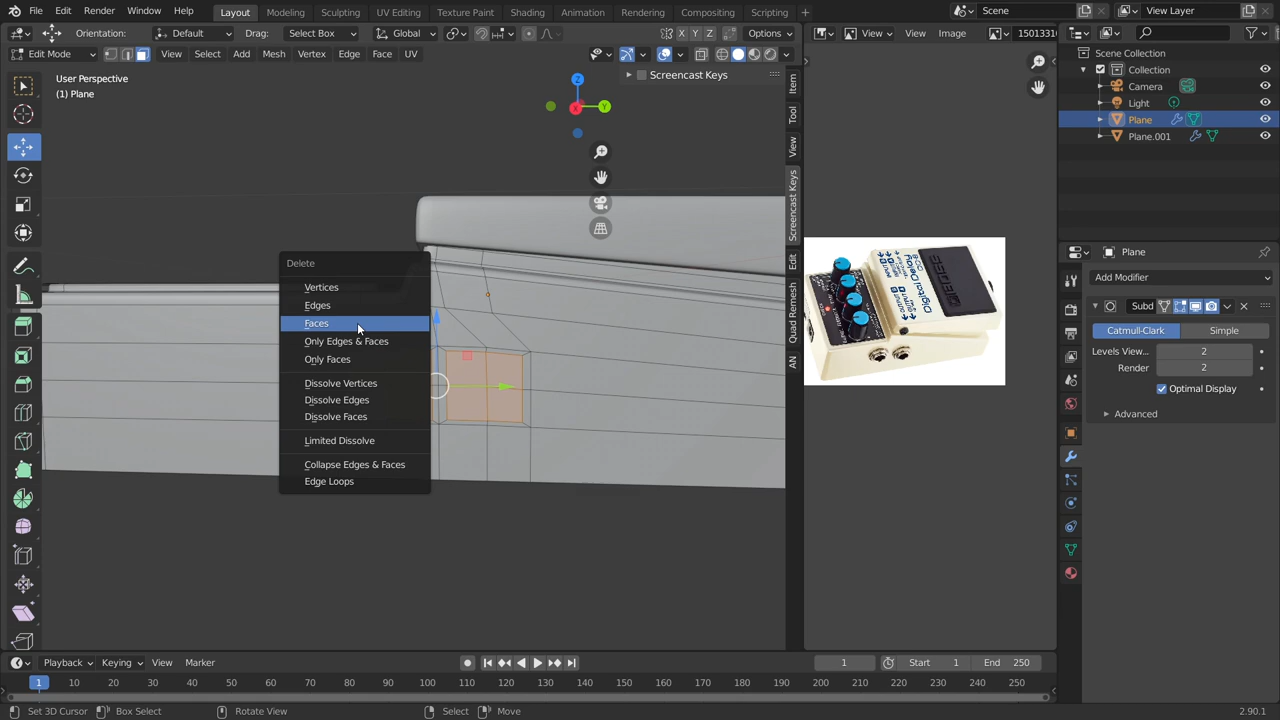 File Edit Render Window Help Layout Modeling Sculpting UV Editing Texture Paint Shading Animation Rendering Compositing Scripting + Scene View Layer
Orientation: Default Drag: Select Box Global X Y Z Options View View Image 15013310
Edit Mode View Select Add Mesh Vertex Edge Face UV
User Perspective
(1) Plane
Screencast Keys
Z
Y
X
Item
Tool
View
Screencast Keys
Edit
Quad Remesh
AN
Delete
Vertices
Edges
Faces
Only Edges & Faces
Only Faces
Dissolve Vertices
Dissolve Edges
Dissolve Faces
Limited Dissolve
Collapse Edges & Faces
Edge Loops
BOSS
Digital Delay
Scene Collection
Collection
Camera
Light
Plane
Plane.001
Plane
Add Modifier
Subd
Catmull-Clark Simple
Levels View... 2
Render 2
Optimal Display
Advanced
Playback Keying View Marker 1 Start 1 End 250
1 10 20 30 40 50 60 70 80 90 100 110 120 130 140 150 160 170 180 190 200 210 220 230 240 250
Set 3D Cursor Box Select Rotate View Select Move 2.90.1